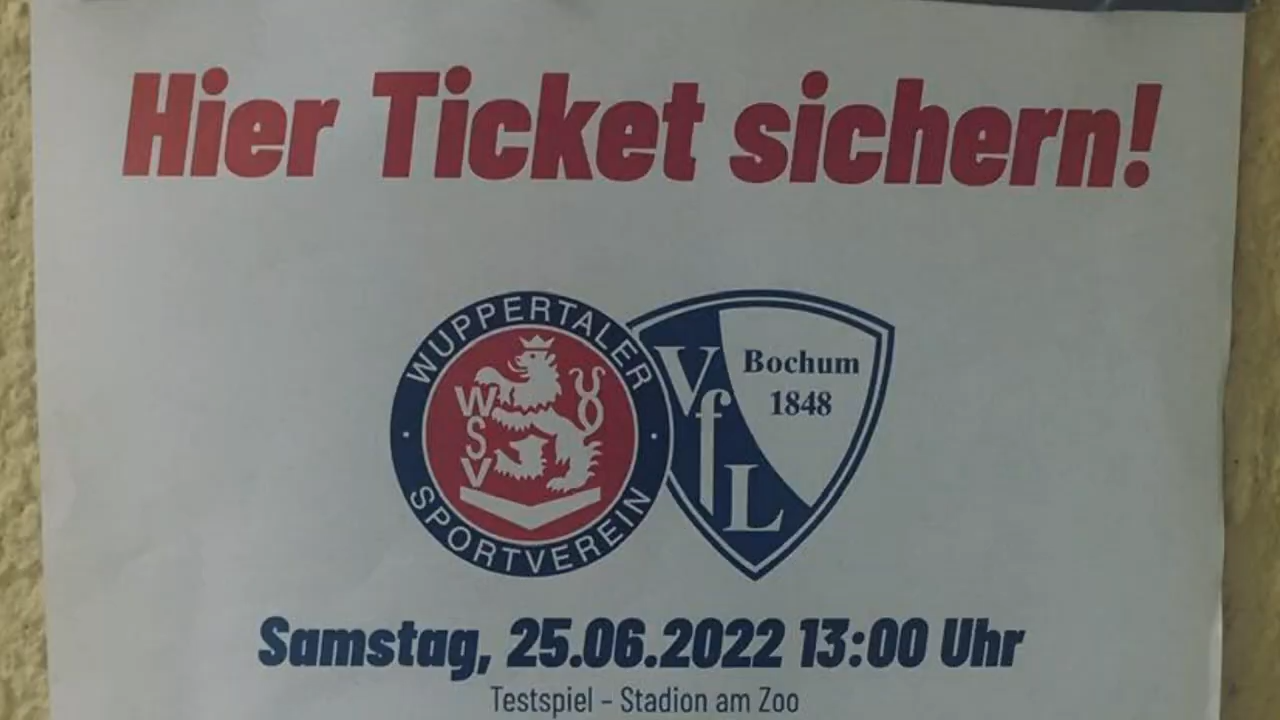 Hier Ticket sichern!
WUPPERTALER
WSV
SPORTVEREIN
VfL
Bochum
1848
Samstag, 25.06.2022 13:00 Uhr
Testspiel – Stadion am Zoo